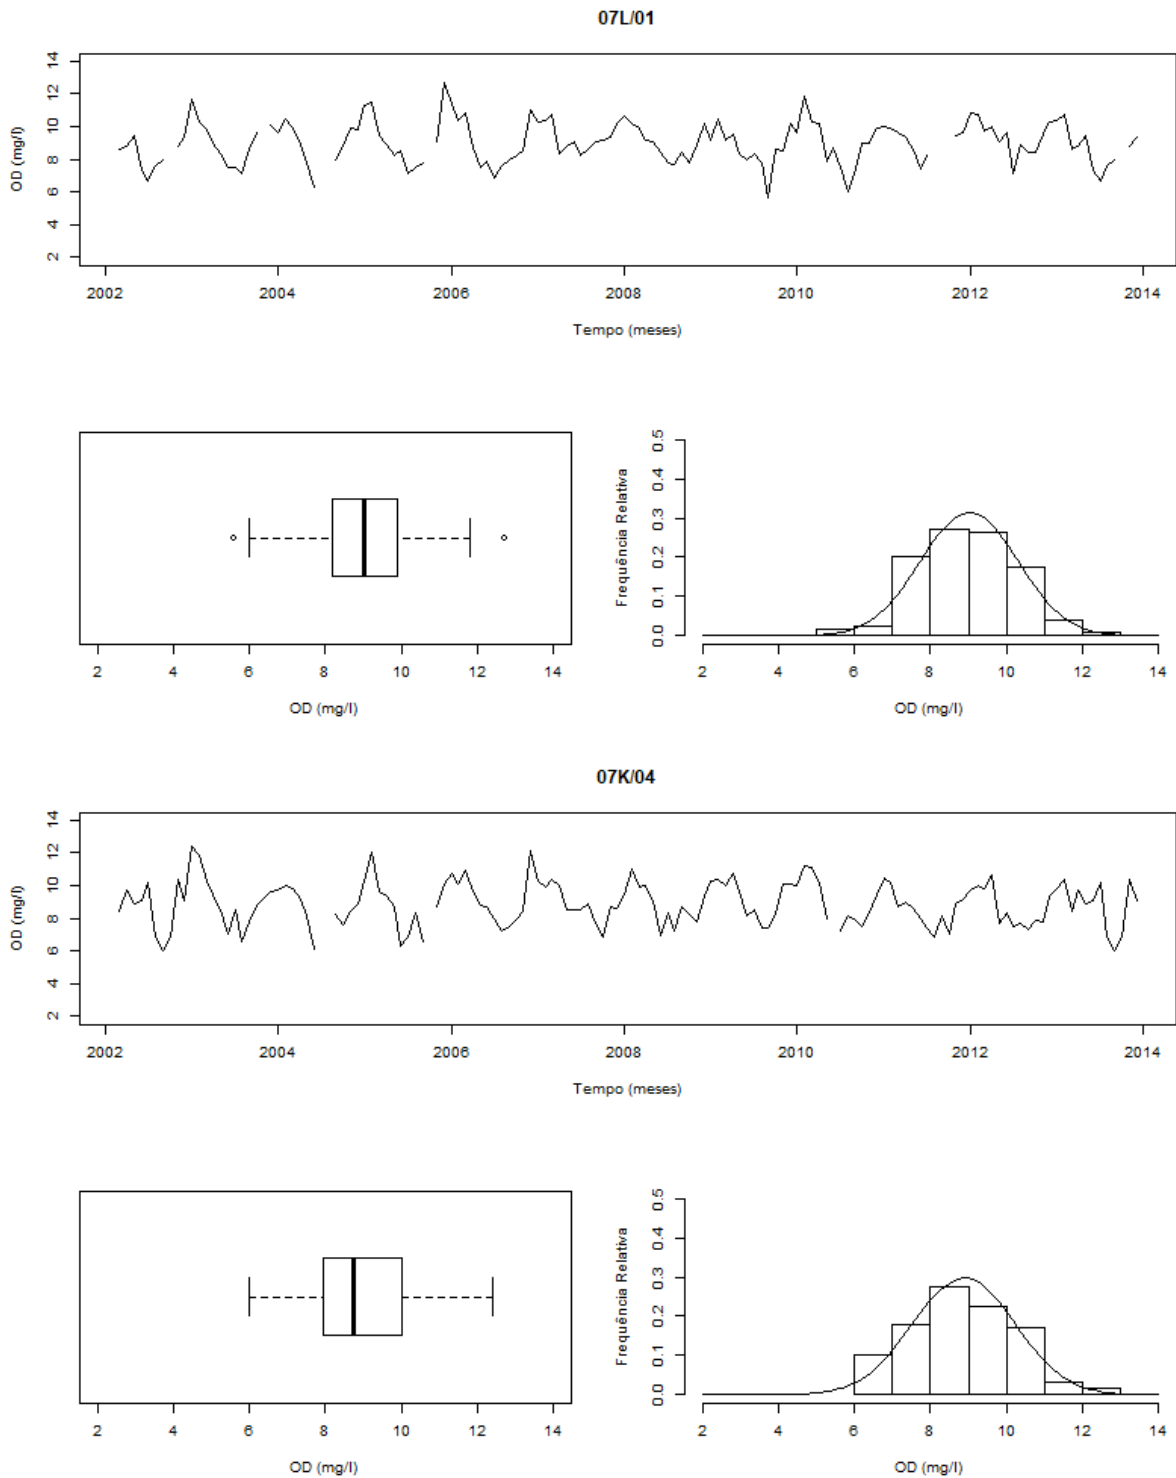 07L/01
14
12
10
8
6
4
2
OD (mg/l)
2002 2004 2006 2008 2010 2012 2014
Tempo (meses)
2 4 6 8 10 12 14
OD (mg/l)
0.5
0.4
0.3
0.2
0.1
0.0
Frequência Relativa
2 4 6 8 10 12 14
OD (mg/l)
07K/04
14
12
10
8
6
4
2
OD (mg/l)
2002 2004 2006 2008 2010 2012 2014
Tempo (meses)
2 4 6 8 10 12 14
OD (mg/l)
0.5
0.4
0.3
0.2
0.1
0.0
Frequência Relativa
2 4 6 8 10 12 14
OD (mg/l)